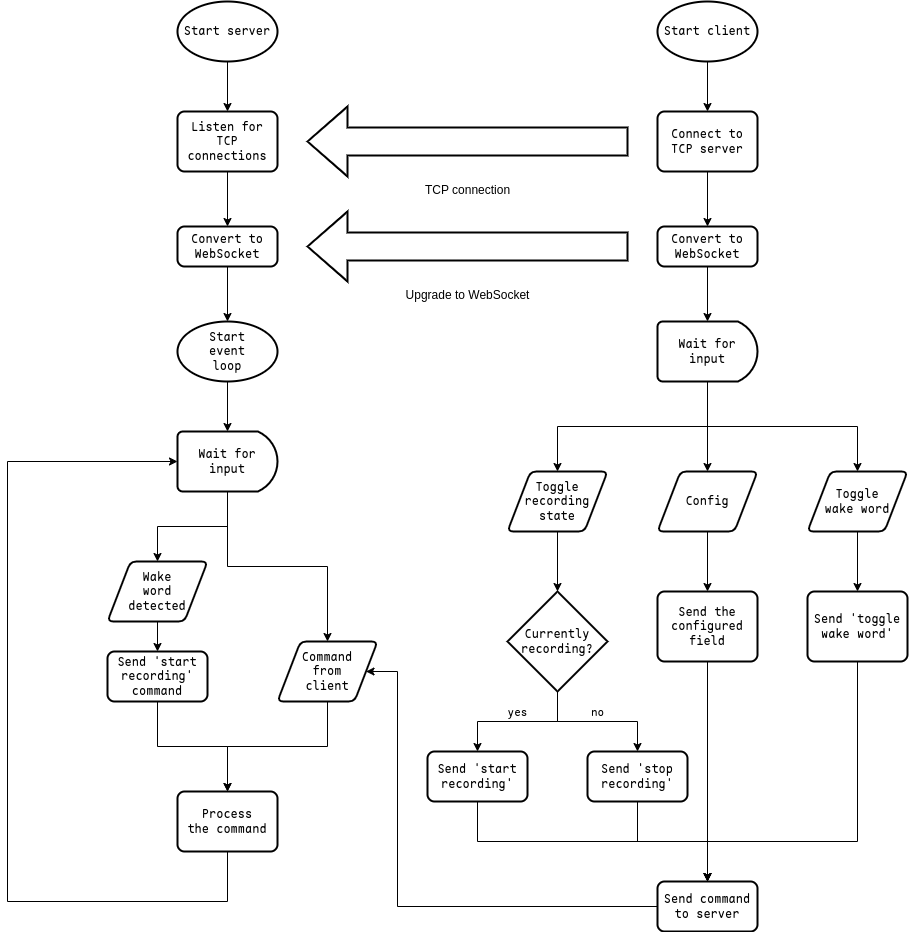 Start server
Start client
Listen for
TCP
connections
Connect to
TCP server
TCP connection
Convert to
WebSocket
Convert to
WebSocket
Upgrade to WebSocket
Start
event
loop
Wait for
input
Wait for
input
Toggle
recording
state
Config
Toggle
wake word
Wake
word
detected
Send the
configured
field
Send 'toggle
wake word'
Currently
recording?
Send 'start
recording'
command
Command
from
client
yes
no
Send 'start
recording'
Send 'stop
recording'
Process
the command
Send command
to server